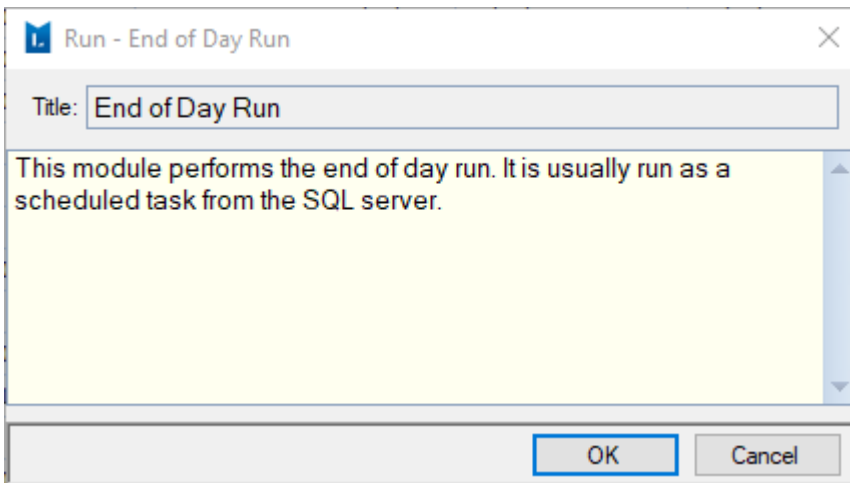 Run - End of Day Run
Title: End of Day Run
This module performs the end of day run. It is usually run as a
scheduled task from the SQL server.
OK Cancel